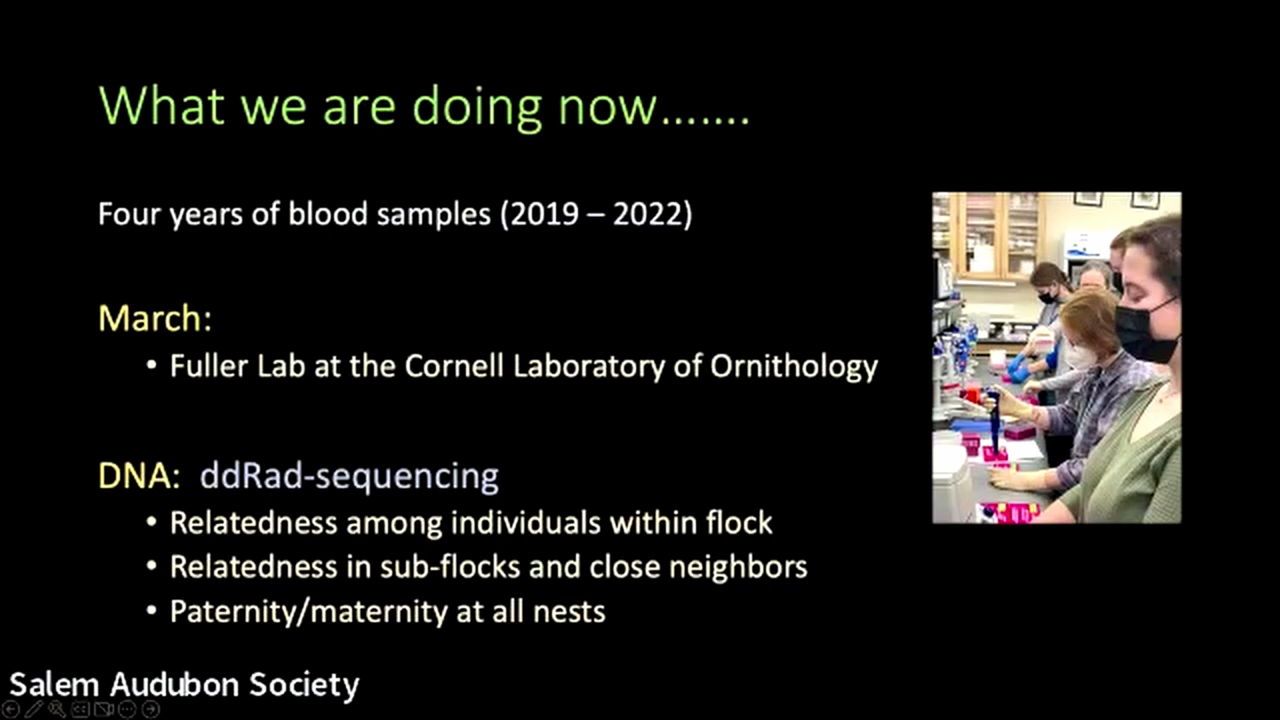 What we are doing now.......
Four years of blood samples (2019 – 2022)
March:
• Fuller Lab at the Cornell Laboratory of Ornithology
DNA: ddRad-sequencing
• Relatedness among individuals within flock
• Relatedness in sub-flocks and close neighbors
• Paternity/maternity at all nests
Salem Audubon Society